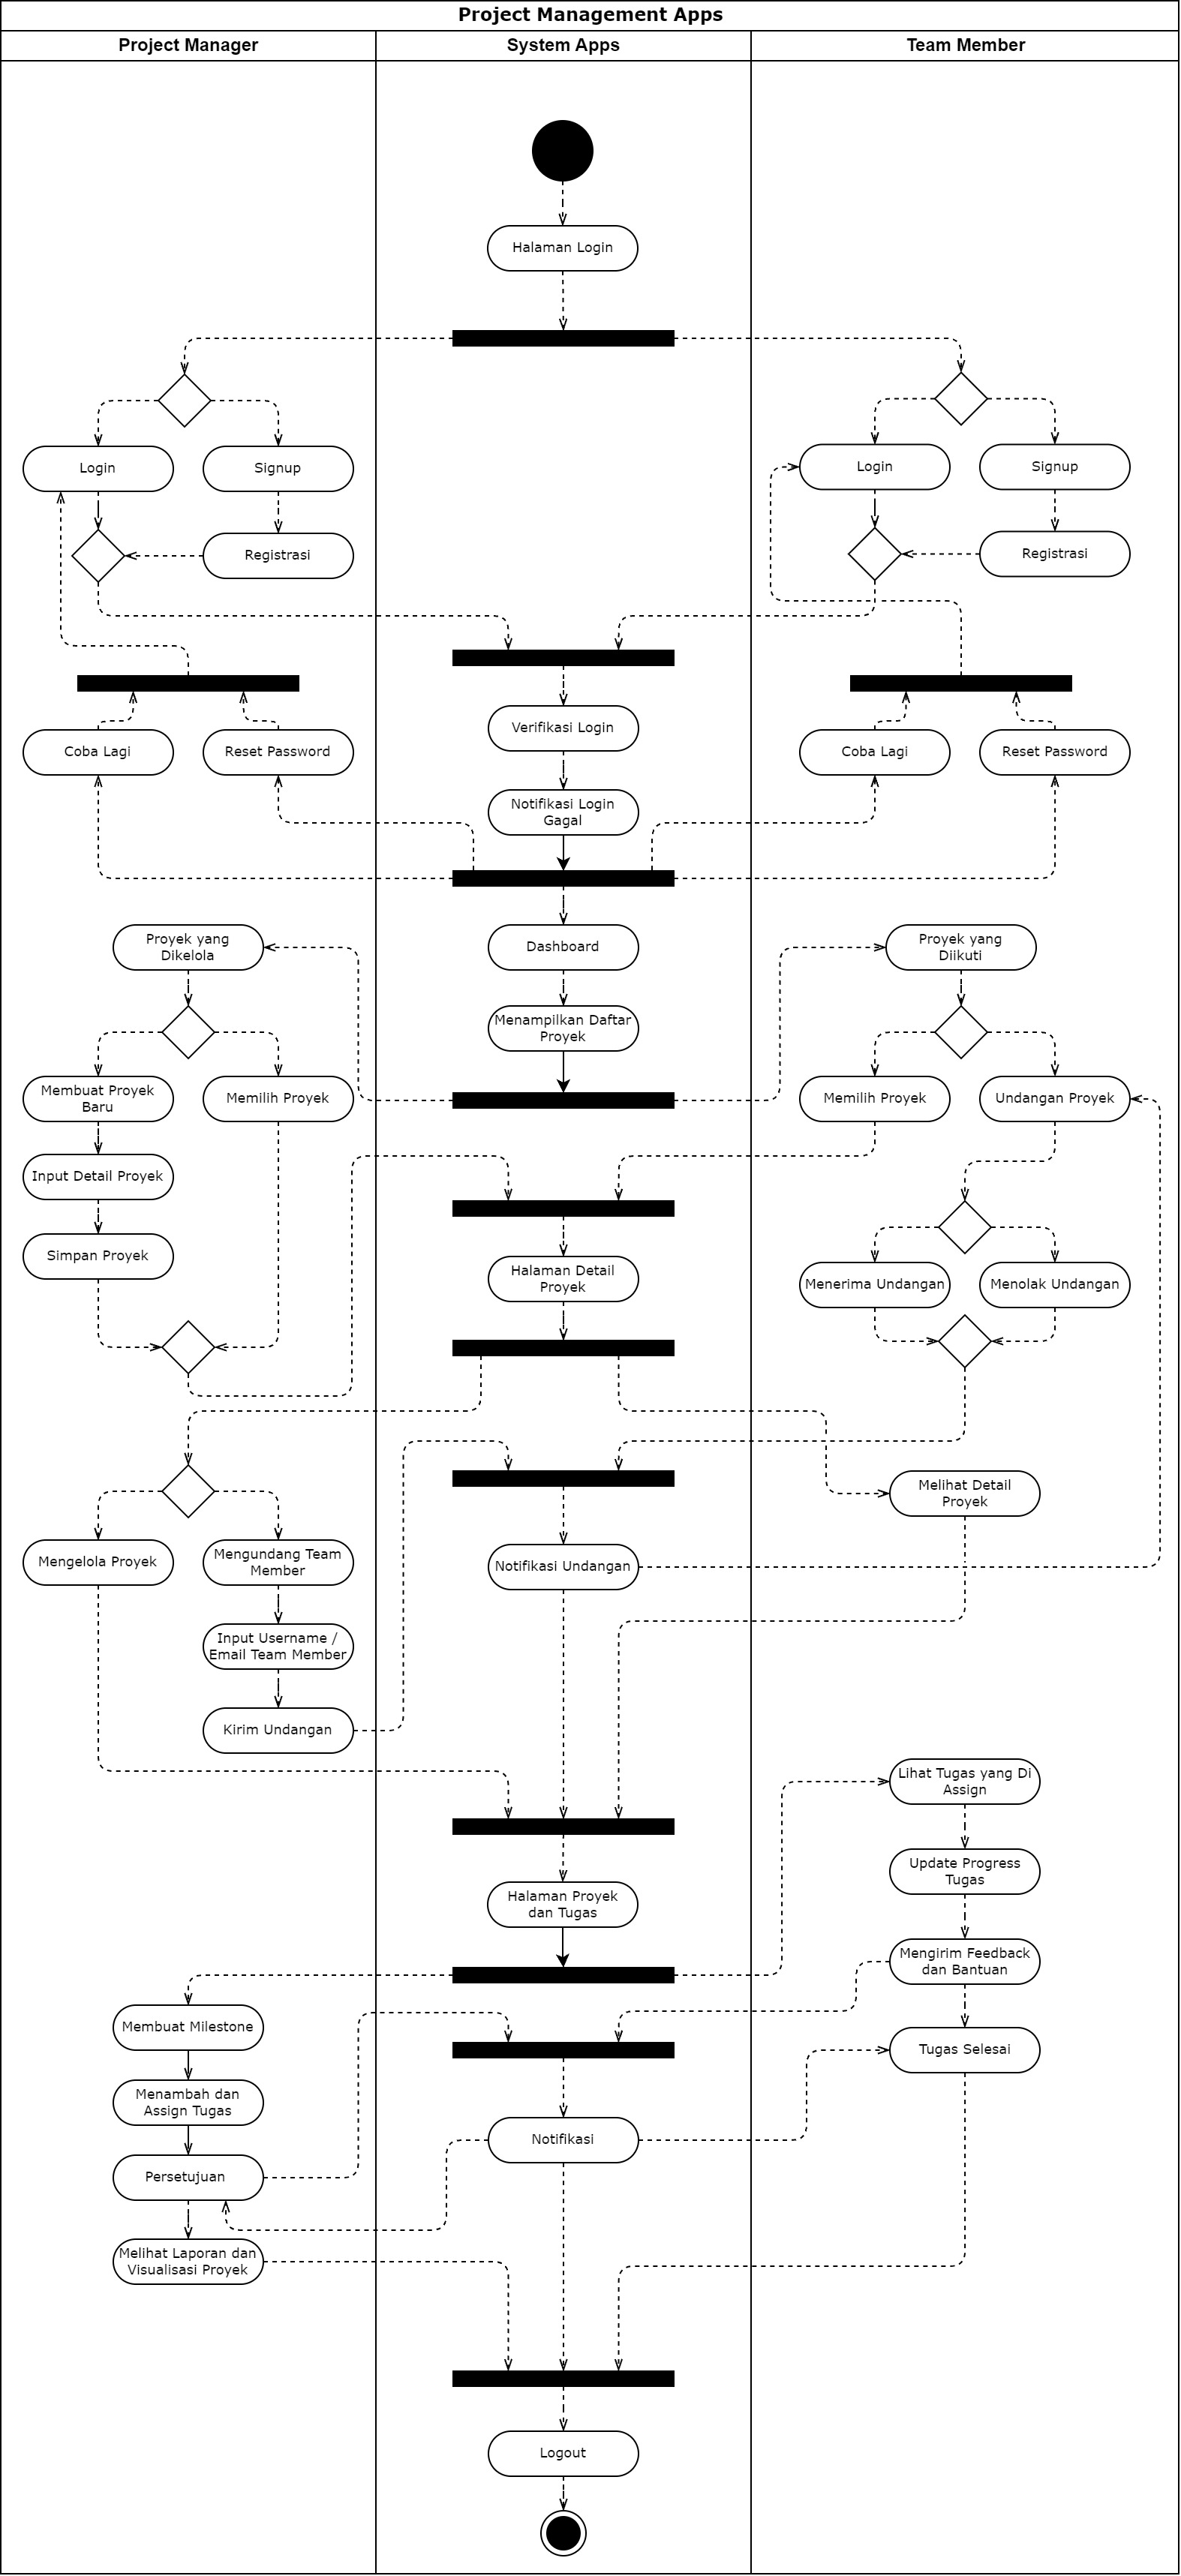 Project Management Apps
Project Manager
System Apps
Team Member
Halaman Login
Login
Signup
Registrasi
Login
Signup
Registrasi
Verifikasi Login
Coba Lagi
Reset Password
Coba Lagi
Reset Password
Notifikasi Login
Gagal
Proyek yang
Dikelola
Dashboard
Proyek yang
Diikuti
Menampilkan Daftar
Proyek
Membuat Proyek
Baru
Memilih Proyek
Memilih Proyek
Undangan Proyek
Input Detail Proyek
Simpan Proyek
Halaman Detail
Proyek
Menerima Undangan
Menolak Undangan
Melihat Detail
Proyek
Mengelola Proyek
Mengundang Team
Member
Notifikasi Undangan
Input Username /
Email Team Member
Kirim Undangan
Lihat Tugas yang Di
Assign
Update Progress
Tugas
Halaman Proyek
dan Tugas
Mengirim Feedback
dan Bantuan
Membuat Milestone
Tugas Selesai
Menambah dan
Assign Tugas
Notifikasi
Persetujuan
Melihat Laporan dan
Visualisasi Proyek
Logout